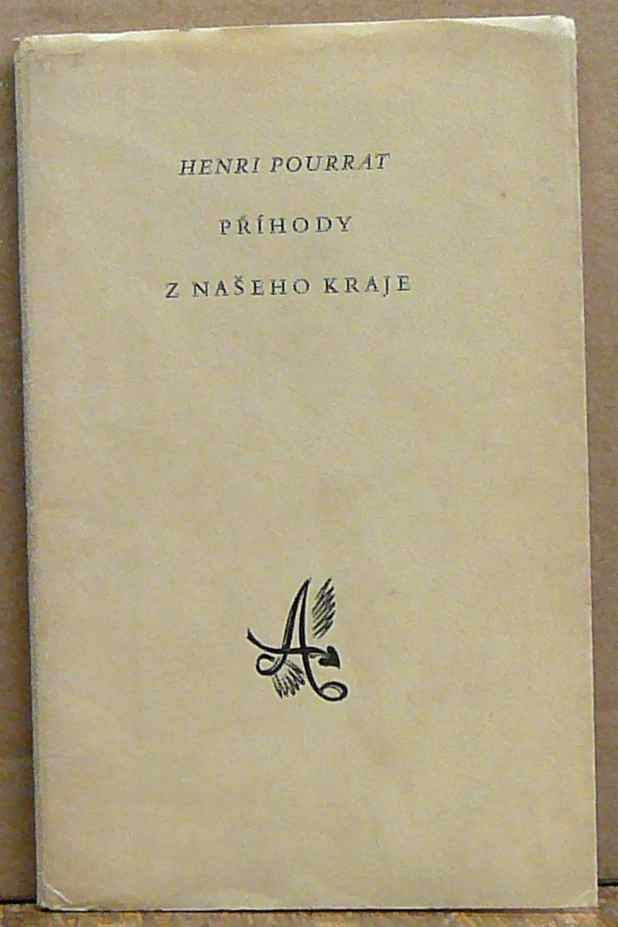 HENRI POURRAT
PŘÍHODY
Z NAŠEHO KRAJE
A